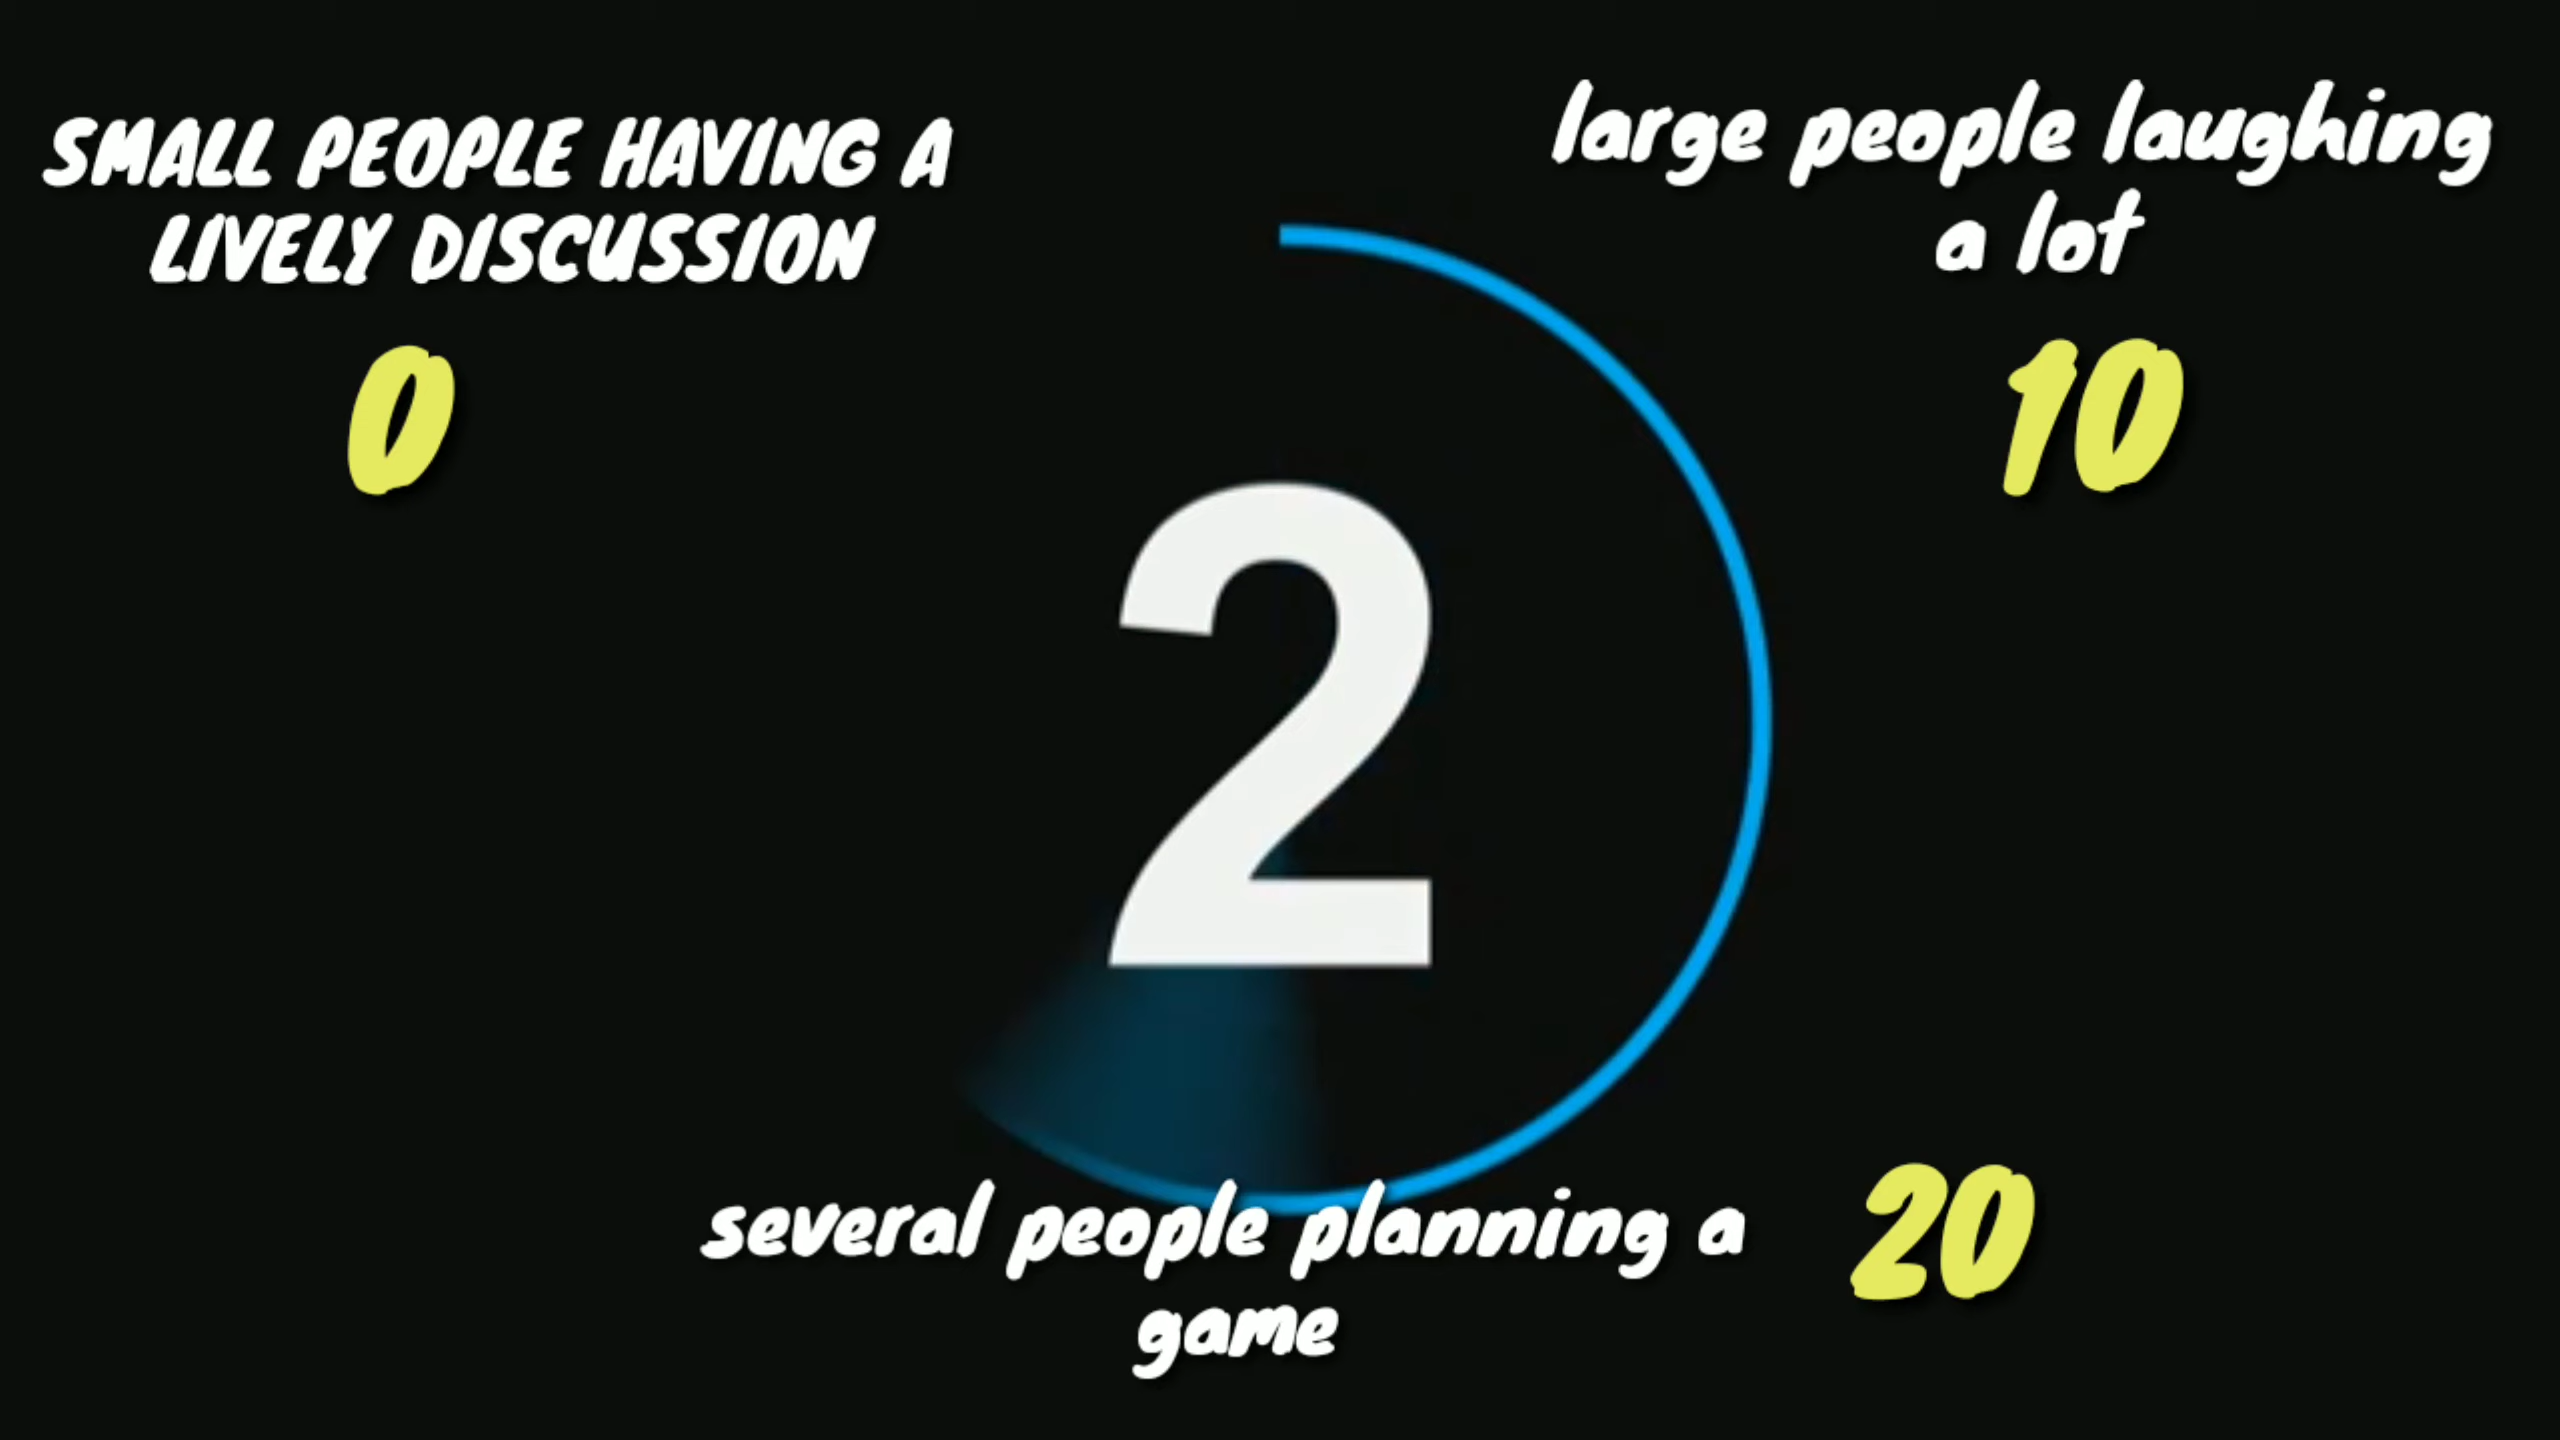 SMALL PEOPLE HAVING A
LIVELY DISCUSSION
0
large people laughing
a lot
10
2
several people planning a
game
20